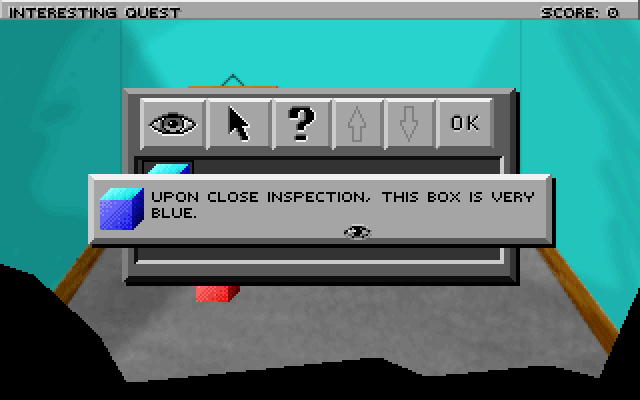 INTERESTING QUEST
SCORE: 0
?
OK
UPON CLOSE INSPECTION, THIS BOX IS VERY
BLUE.